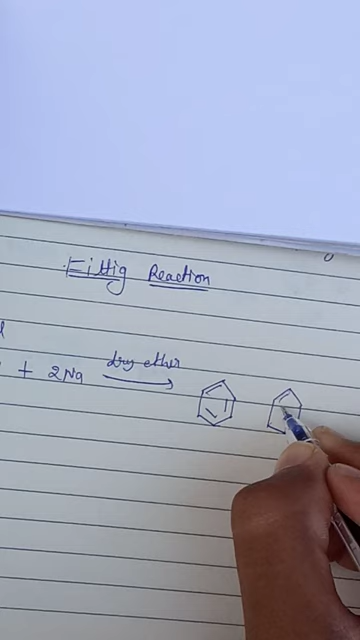 Fittig Reaction
+ 2Na dry ether